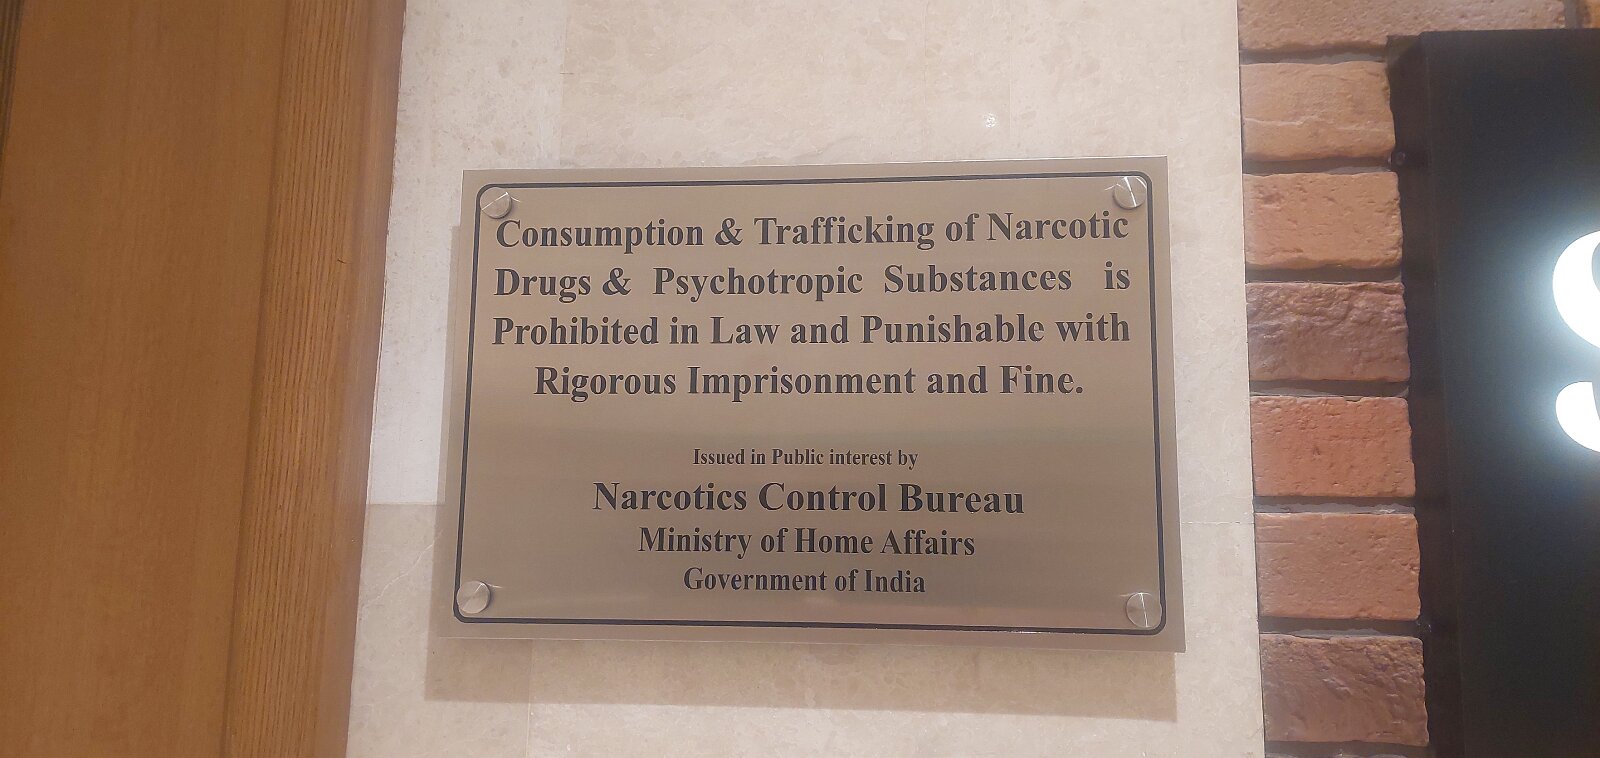 Consumption & Trafficking of Narcotic
Drugs & Psychotropic Substances is
Prohibited in Law and Punishable with
Rigorous Imprisonment and Fine.
Issued in Public interest by
Narcotics Control Bureau
Ministry of Home Affairs
Government of India